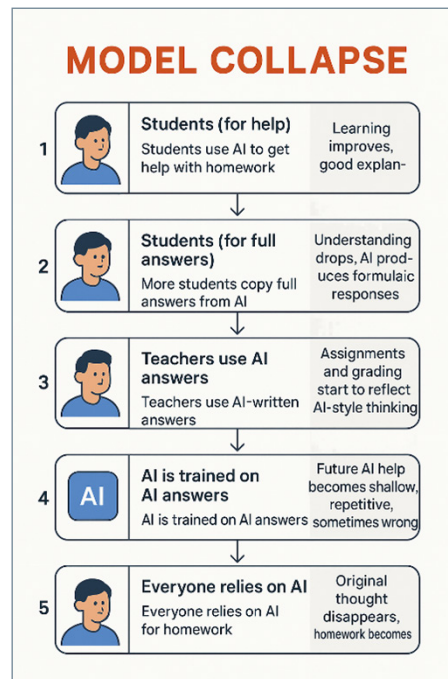 MODEL COLLAPSE
1
Students (for help)
Students use AI to get
help with homework
Learning
improves,
good explan-
2
Students (for full
answers)
More students copy full
answers from AI
Understanding
drops, AI prod-
uces formulaic
responses
3
Teachers use AI
answers
Teachers use AI-written
answers
Assignments
and grading
start to reflect
AI-style thinking
4
AI
AI is trained on
AI answers
AI is trained on AI answers
Future AI help
becomes shallow,
repetitive,
sometimes wrong
5
Everyone relies on AI
Everyone relies on AI
for homework
Original
thought
disappears,
homework becomes